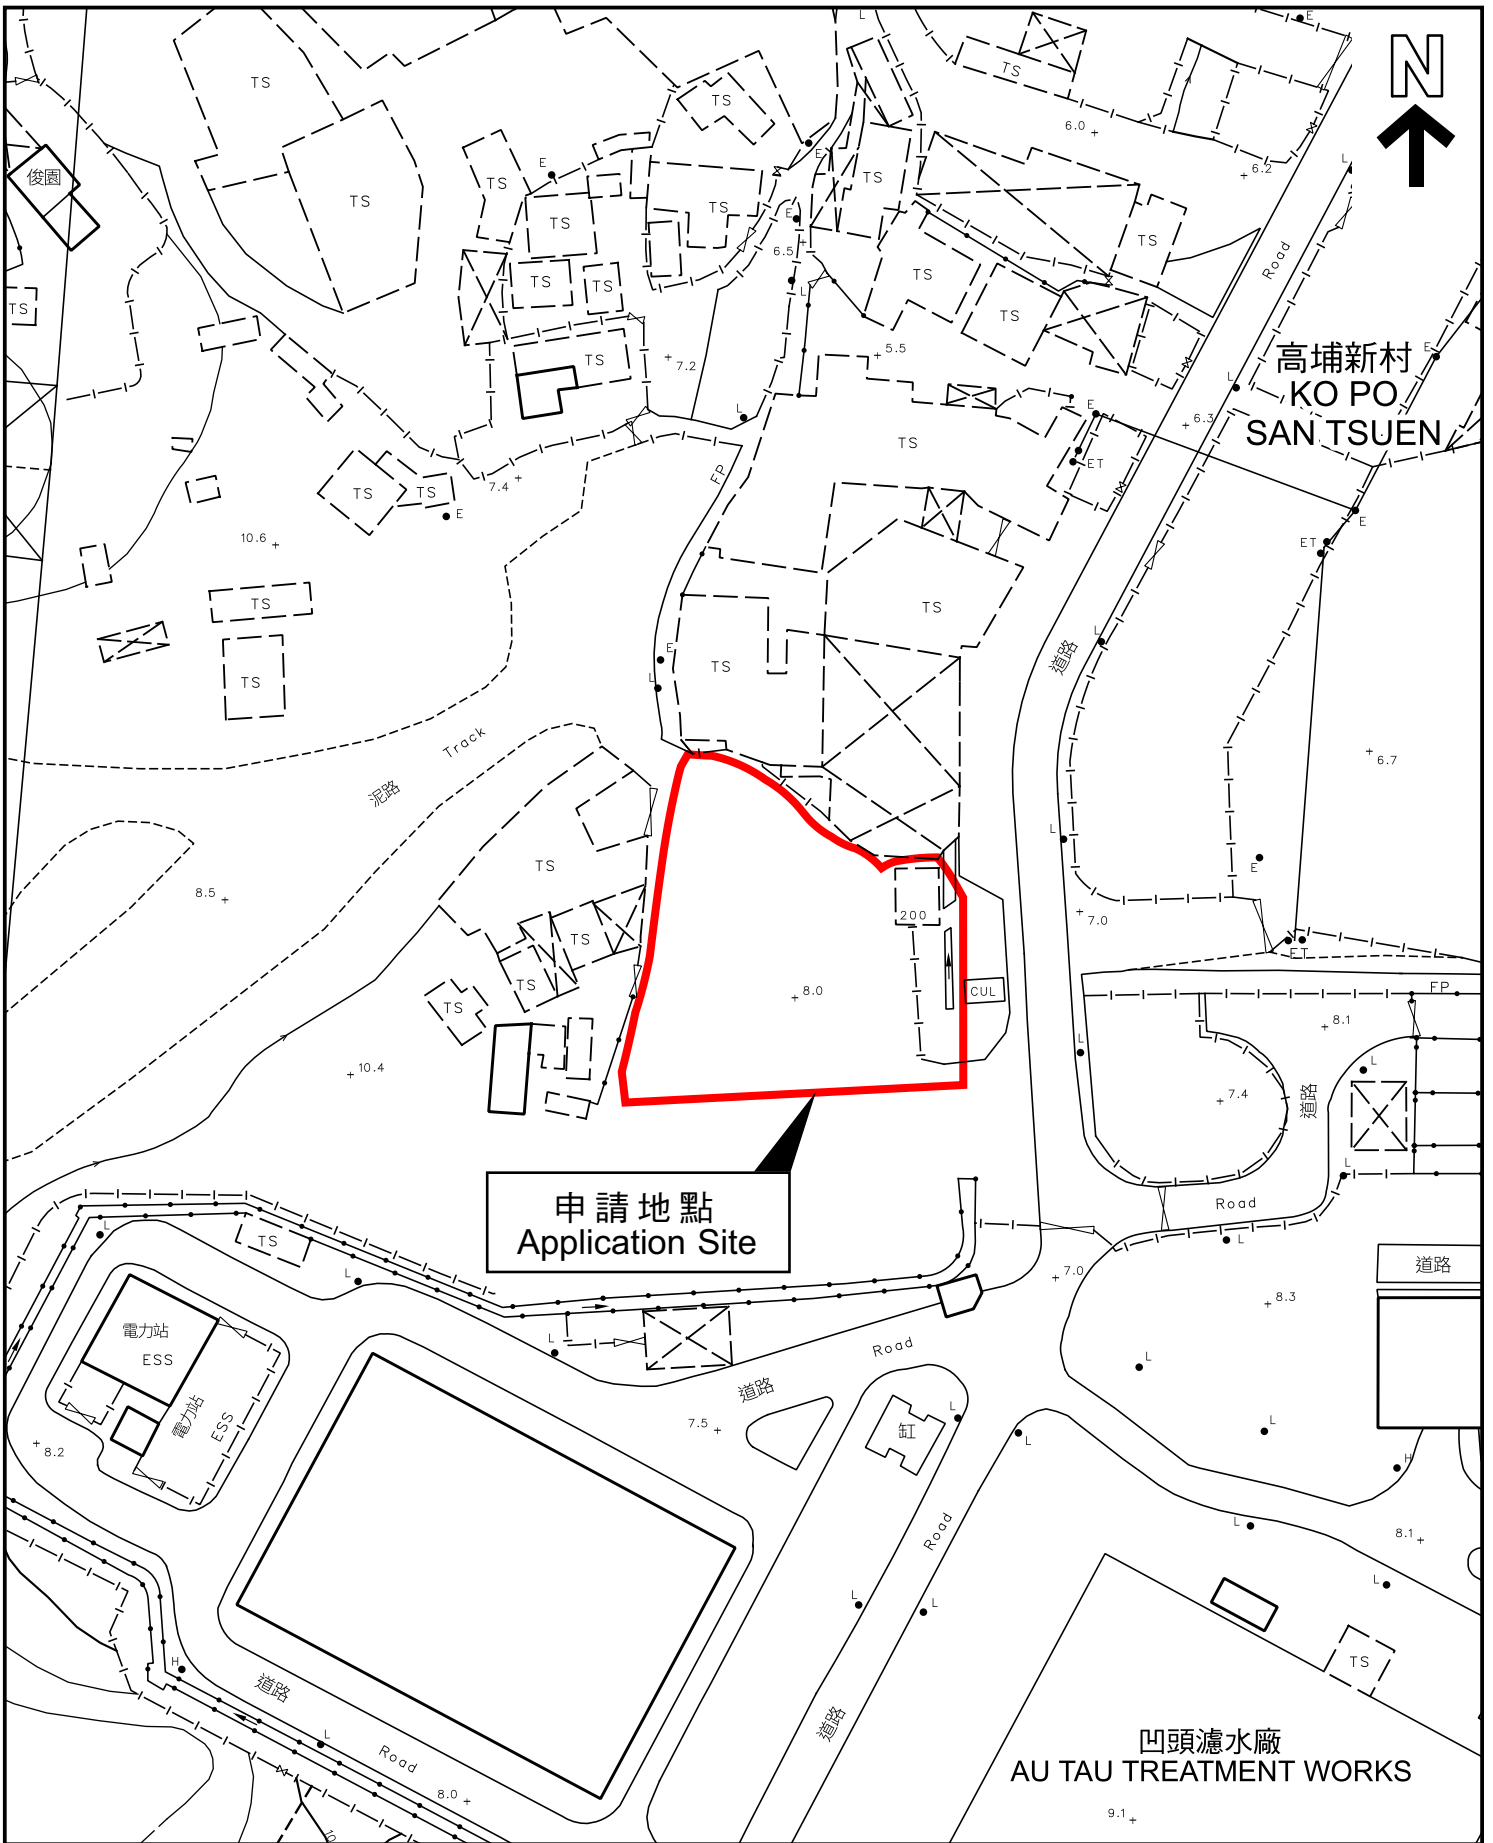 E
L
N
TS
TS
TS
6.0
E
L
6.2
俊園
TS
TS
E
TS
TS
TS
TS
E
6.5
TS
Road
TS
TS
TS
L
TS
TS
TS
5.5
7.2
高埔新村
KO PO
SAN TSUEN
E
L
L
E
6.3
TS
ET
FP
TS
TS
7.4
E
E
ET
10.6
TS
TS
道路
L
E
TS
L
TS
Track
6.7
泥路
L
TS
E
8.5
200
7.0
TS
ET
TS
CUL
FP
8.0
TS
8.1
L
10.4
L
7.4
道路
L
申請地點
Application Site
Road
L
L
TS
道路
L
7.0
8.3
電力站
ESS
L
Road
道路
L
電力站
ESS
7.5
L
缸
L
L
8.2
H
Road
L
8.1
L
L
L
H
TS
道路
道路
L
Road
凹頭濾水廠
AU TAU TREATMENT WORKS
8.0
9.1
10